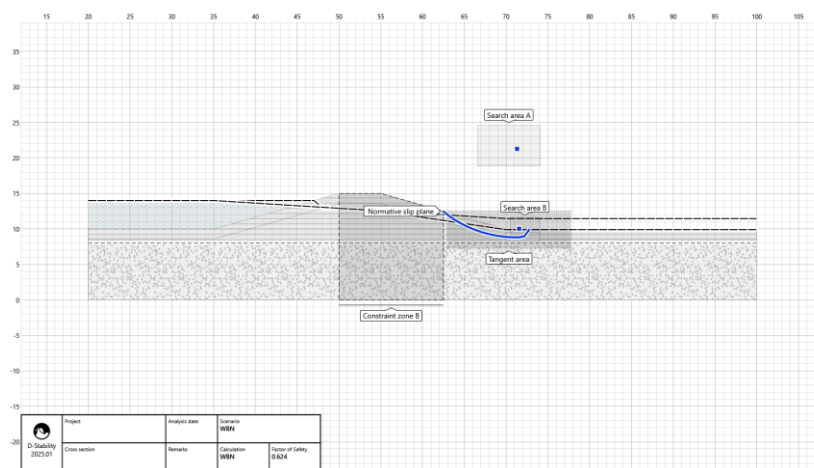 15 20 25 30 35 40 45 50 55 60 65 70 75 80 85 90 95 100 105
35
30
25
Search area A
20
15
Normative slip plane
Search area B
10
Tangent area
5
0
Constraint zone B
-5
-10
-15
Project
Analysis date
Scenario
WBN
-20
D-Stability
2025.01
Cross section
Remarks
Calculation
WBN
Factor of Safety
0.624